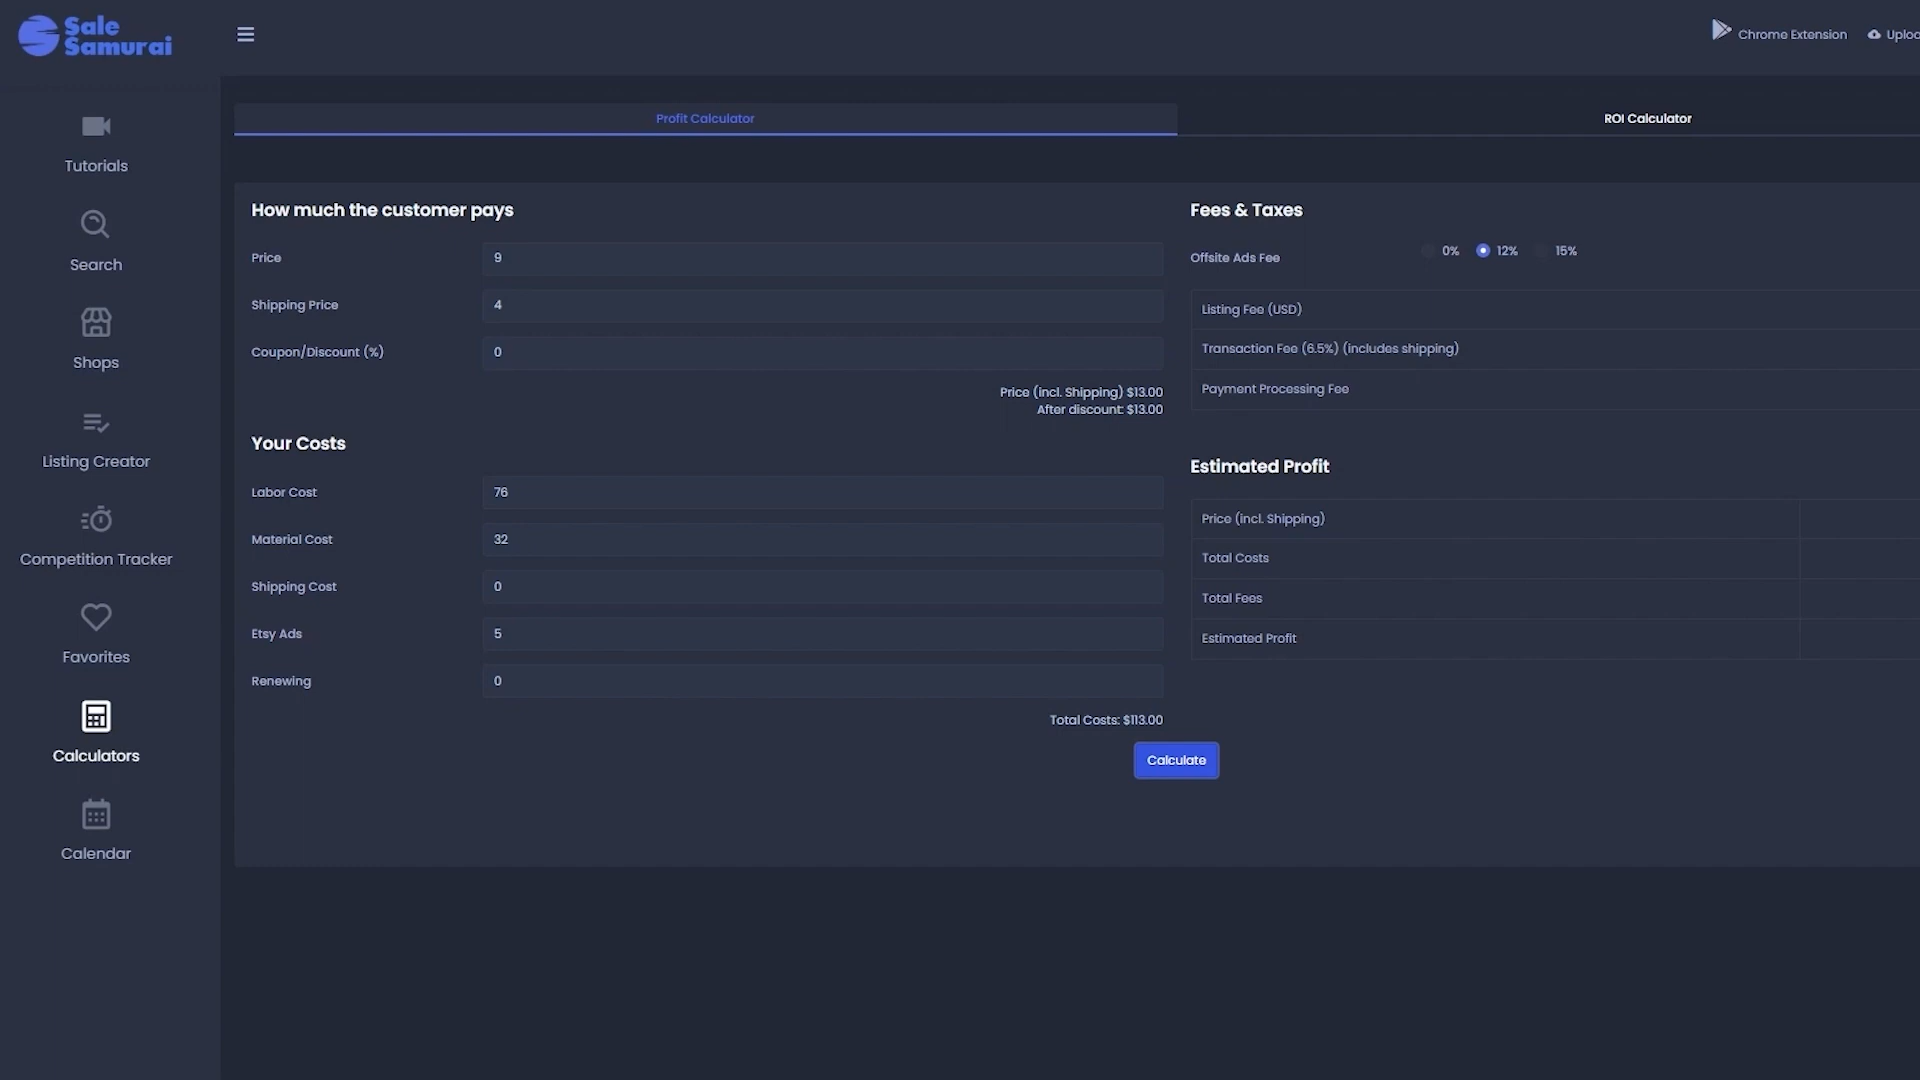 Sale
Samurai
Chrome Extension
Tutorials
Search
Shops
Listing Creator
Competition Tracker
Favorites
Calculators
Calendar
Profit Calculator
ROI Calculator
How much the customer pays
Price 9
Shipping Price 4
Coupon/Discount (%) 0
Price (incl. Shipping) $13.00
After discount: $13.00
Your Costs
Labor Cost 76
Material Cost 32
Shipping Cost 0
Etsy Ads 5
Renewing 0
Total Costs: $113.00
Calculate
Fees & Taxes
Offsite Ads Fee 0% 12% 15%
Listing Fee (USD)
Transaction Fee (6.5%) (includes shipping)
Payment Processing Fee
Estimated Profit
Price (incl. Shipping)
Total Costs
Total Fees
Estimated Profit